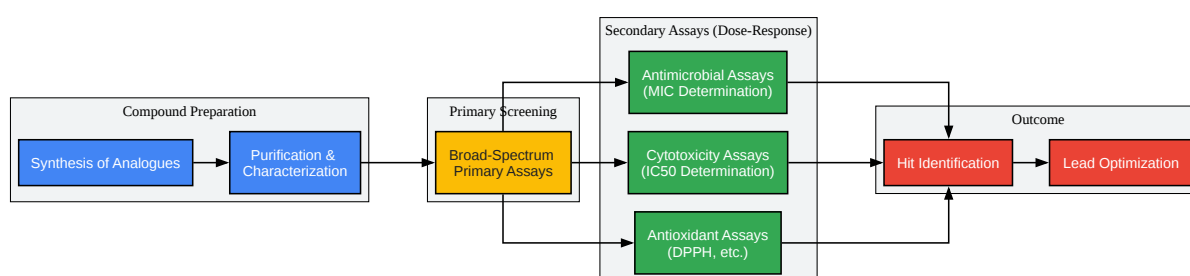 Compound Preparation
Synthesis of Analogues
Purification &
Characterization
Primary Screening
Broad-Spectrum
Primary Assays
Secondary Assays (Dose-Response)
Antimicrobial Assays
(MIC Determination)
Cytotoxicity Assays
(IC50 Determination)
Antioxidant Assays
(DPPH, etc.)
Outcome
Hit Identification
Lead Optimization